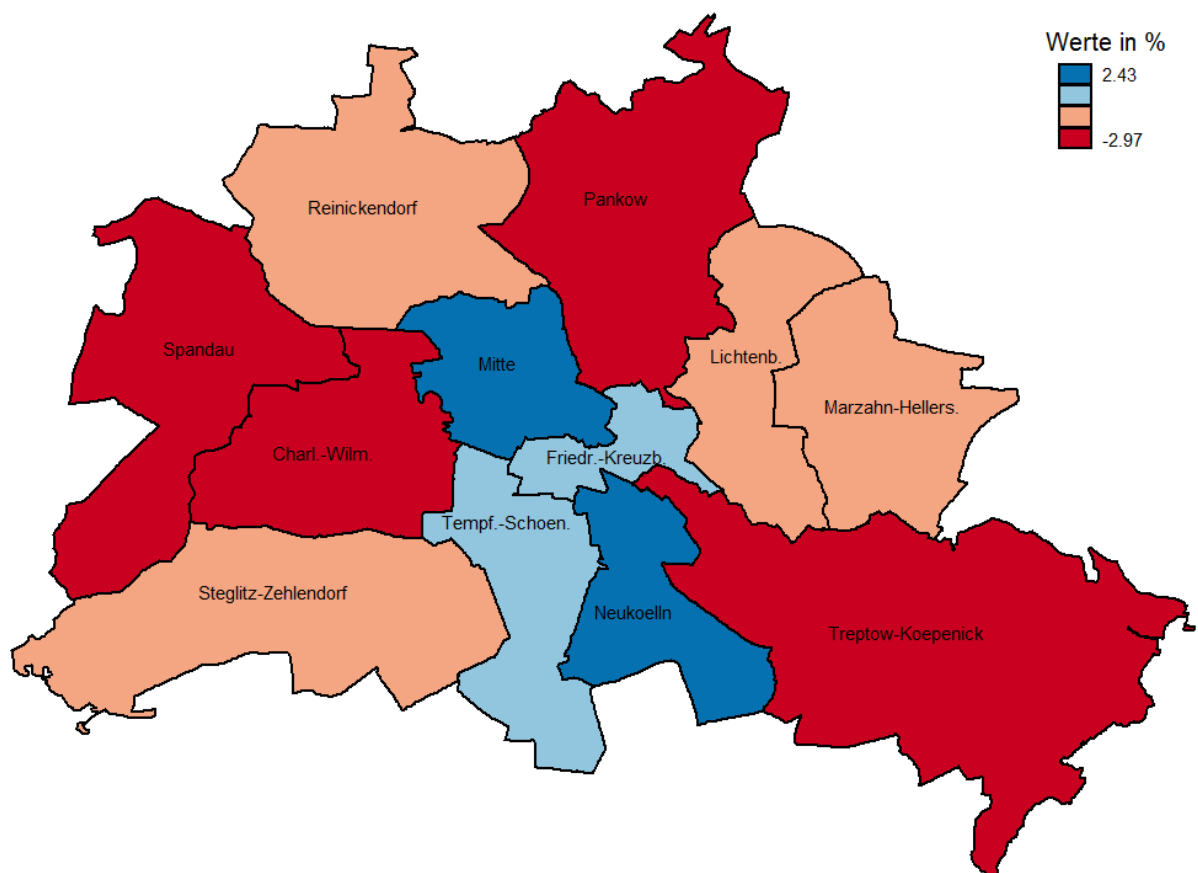 Werte in %
2.43
-2.97
Pankow
Reinickendorf
Spandau
Mitte
Lichtenb.
Marzahn-Hellers.
Charl.-Wilm.
Friedr.-Kreuzb.
Tempf.-Schoen.
Steglitz-Zehlendorf
Neukoelln
Treptow-Koepenick